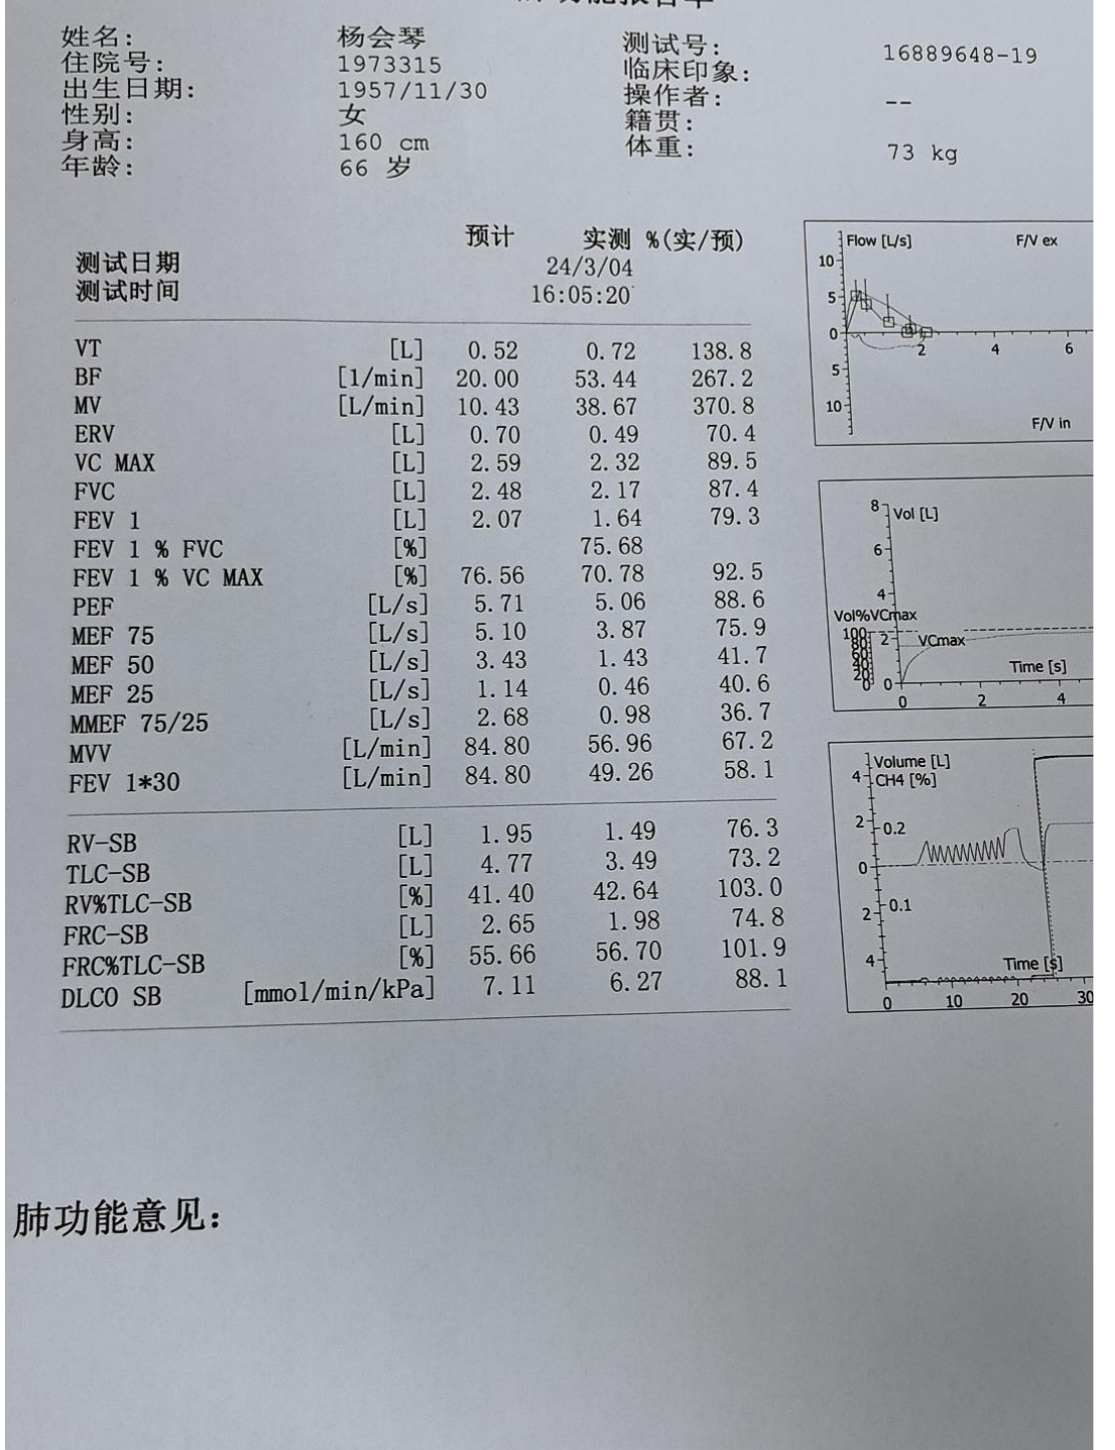 姓名: 杨会琴 测试号: 16889648-19
住院号: 1973315 临床印象:
出生日期: 1957/11/30 操作者: --
性别: 女 籍贯:
身高: 160 cm 体重: 73 kg
年龄: 66 岁
预计 实测 %(实/预)
测试日期 24/3/04
测试时间 16:05:20
VT [L] 0.52 0.72 138.8
BF [1/min] 20.00 53.44 267.2
MV [L/min] 10.43 38.67 370.8
ERV [L] 0.70 0.49 70.4
VC MAX [L] 2.59 2.32 89.5
FVC [L] 2.48 2.17 87.4
FEV 1 [L] 2.07 1.64 79.3
FEV 1 % FVC [%] 75.68
FEV 1 % VC MAX [%] 76.56 70.78 92.5
PEF [L/s] 5.71 5.06 88.6
MEF 75 [L/s] 5.10 3.87 75.9
MEF 50 [L/s] 3.43 1.43 41.7
MEF 25 [L/s] 1.14 0.46 40.6
MMEF 75/25 [L/s] 2.68 0.98 36.7
MVV [L/min] 84.80 56.96 67.2
FEV 1*30 [L/min] 84.80 49.26 58.1
RV-SB [L] 1.95 1.49 76.3
TLC-SB [L] 4.77 3.49 73.2
RV%TLC-SB [%] 41.40 42.64 103.0
FRC-SB [L] 2.65 1.98 74.8
FRC%TLC-SB [%] 55.66 56.70 101.9
DLCO SB [mmol/min/kPa] 7.11 6.27 88.1
Flow [L/s] F/V ex
10
5
0
2 4 6
5
10
F/V in
8 Vol [L]
6
4
Vol%VCmax
100 2 VCmax
80
60
40
20
0 0 Time [s]
0 2 4
Volume [L]
4 CH4 [%]
2 0.2
0
2 0.1
4 Time [s]
0 10 20 30
肺功能意见: